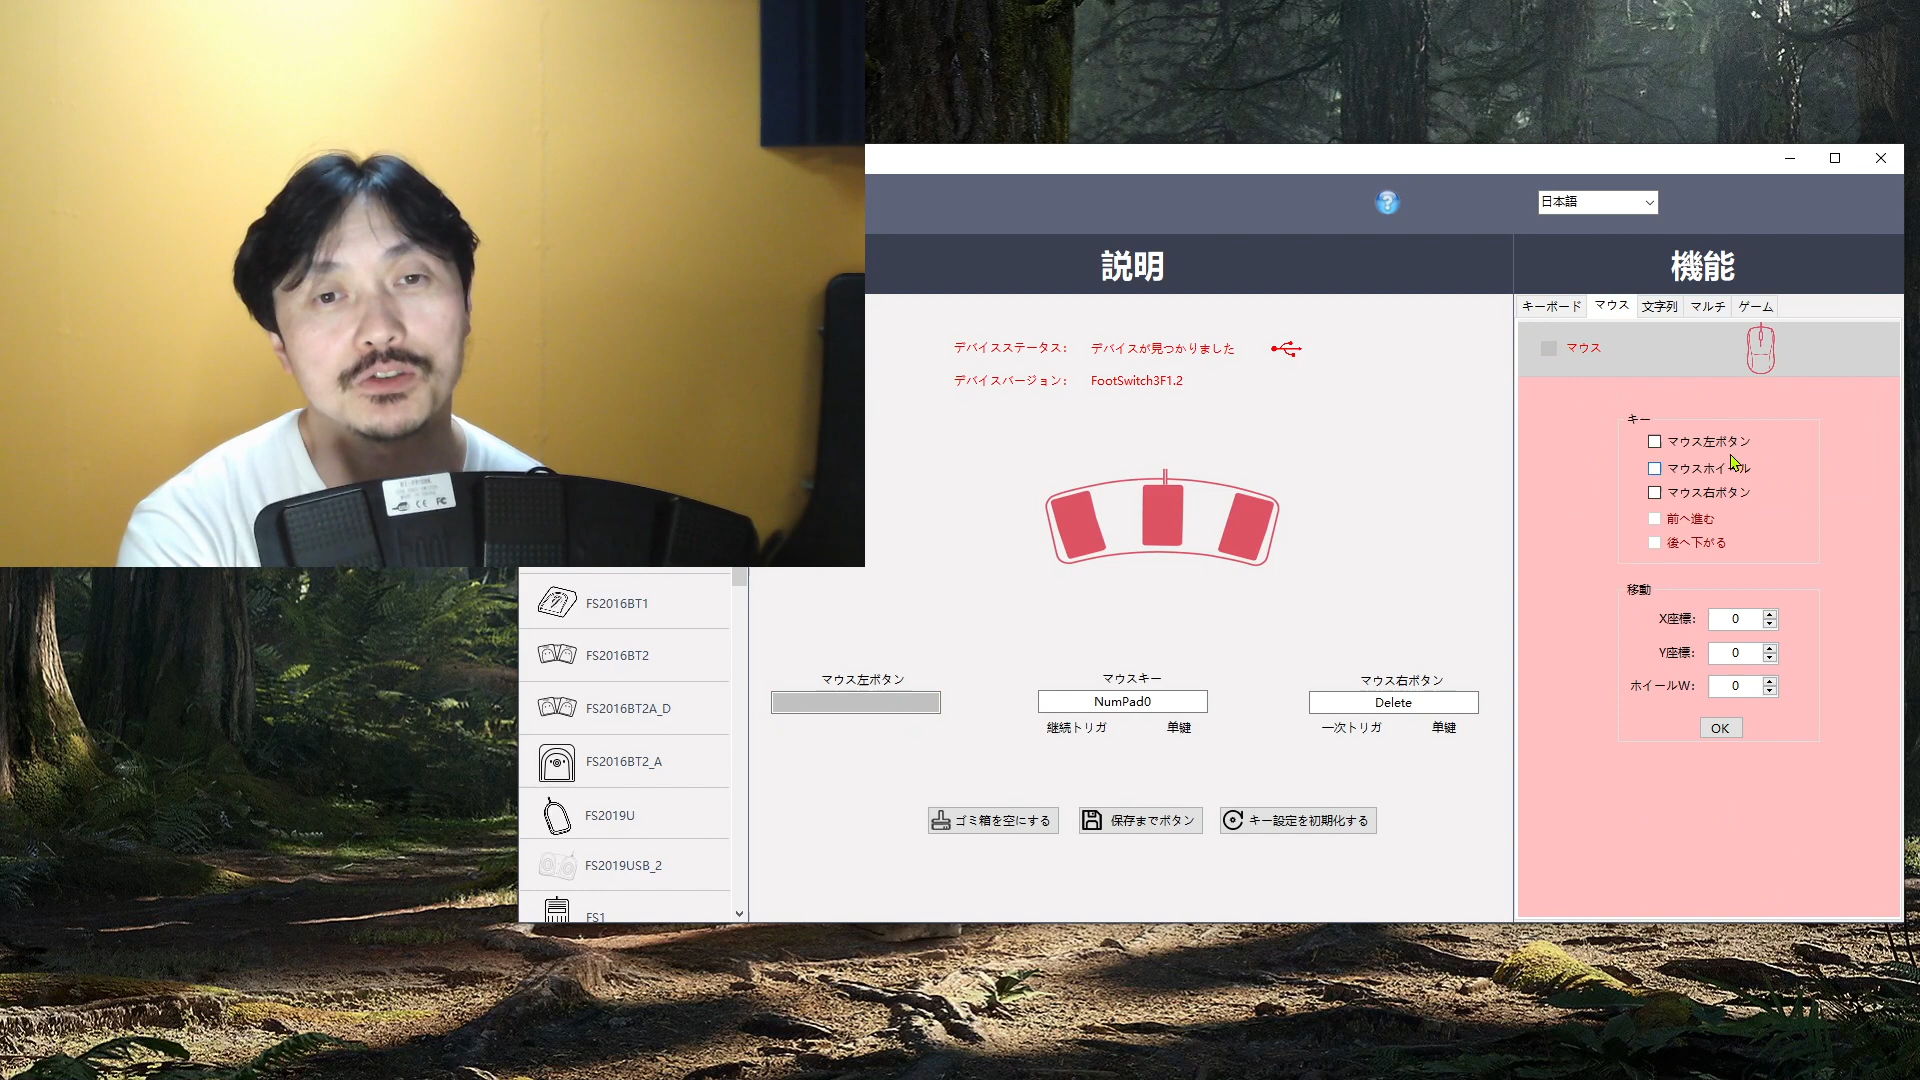 日本語
説明
機能
キーボード マウス 文字列 マルチ ゲーム
デバイスステータス: デバイスが見つかりました
デバイスバージョン: FootSwitch3F1.2
マウス
キー
マウス左ボタン
マウスホイール
マウス右ボタン
前へ進む
後へ下がる
移動
X座標: 0
Y座標: 0
ホイールW: 0
OK
FS2016BT1
FS2016BT2
FS2016BT2A_D
FS2016BT2_A
FS2019U
FS2019USB_2
FS1
マウス左ボタン
マウスキー
NumPad0
継続トリガ 单键
マウス右ボタン
Delete
一次トリガ 单键
ゴミ箱を空にする
保存までボタン
キー設定を初期化する
CE FC